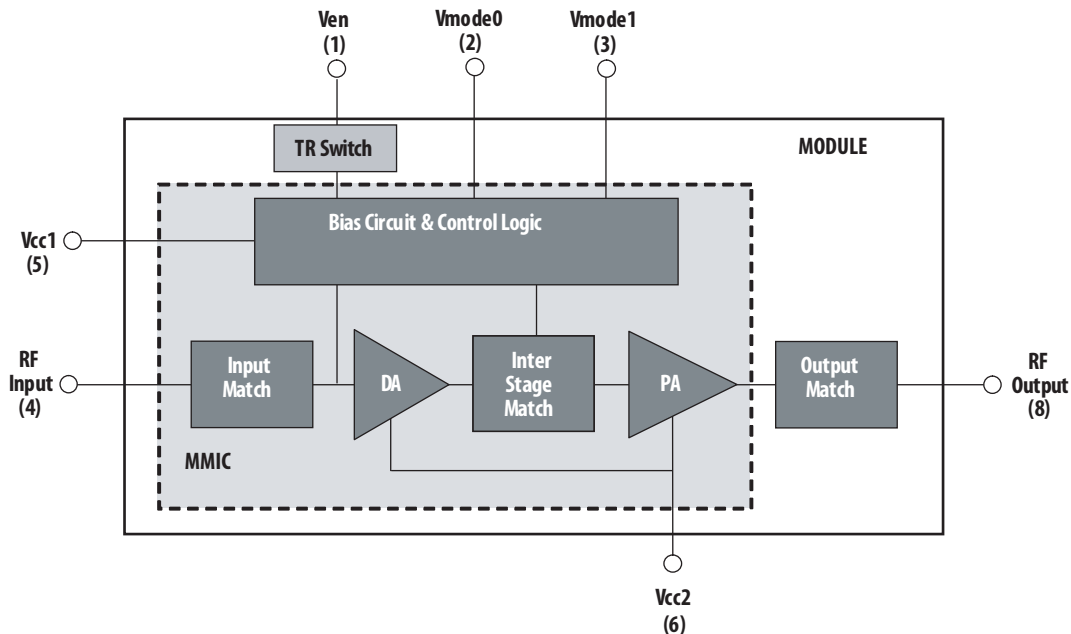 Ven
(1)
Vmode0
(2)
Vmode1
(3)
TR Switch
MODULE
Bias Circuit & Control Logic
Vcc1
(5)
RF
Input
(4)
Input
Match
DA
Inter
Stage
Match
PA
Output
Match
RF
Output
(8)
MMIC
Vcc2
(6)